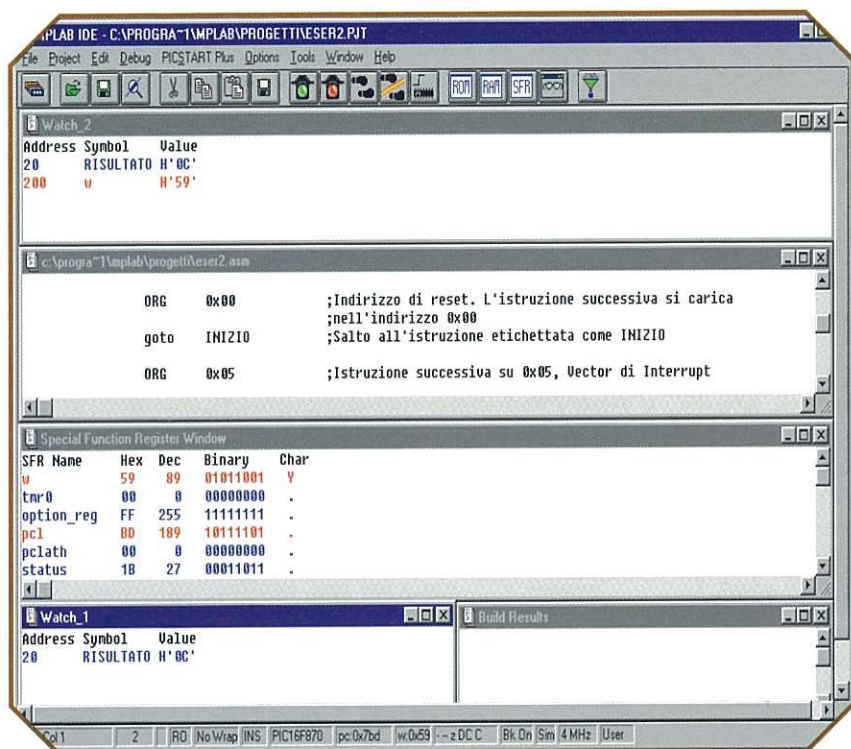 MPLAB IDE - C:\PROGRA~1\MPLAB\PROGETTI\ESER2.PJT
File Project Edit Debug PICSTART Plus Options Tools Window Help
ROM RAM SFR
Watch_2
Address Symbol Value
20 RISULTATO H'0C'
200 w H'59'
c:\progra~1\mplab\progetti\eser2.asm
ORG 0x00 ;Indirizzo di reset. L'istruzione successiva si carica
;nell'indirizzo 0x00
goto INIZIO ;Salto all'istruzione etichettata come INIZIO
ORG 0x05 ;Istruzione successiva su 0x05, Vector di Interrupt
Special Function Register Window
SFR Name Hex Dec Binary Char
w 59 89 01011001 Y
tmr0 00 0 00000000 .
option_reg FF 255 11111111 .
pcl BD 189 10111101 .
pclath 00 0 00000000 .
status 1B 27 00011011 .
Watch_1
Address Symbol Value
20 RISULTATO H'0C'
Build Results
Col 1 2 RO No Wrap INS PIC16F870 pc:0x7bd w:0x59 -- z DC C Bk On Sim 4 MHz User